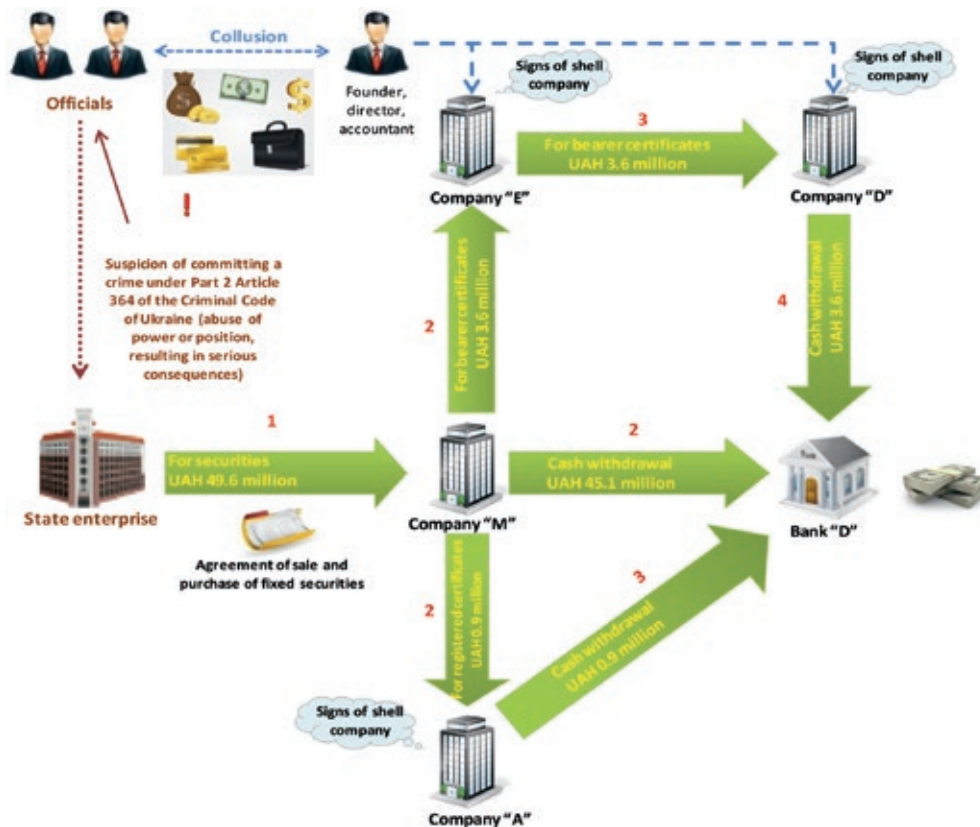 Collusion
Officials
Founder,
director,
accountant
Signs of shell
company
Signs of shell
company
3
For bearer certificates
UAH 3.6 million
Company "E"
Company "D"
!
Suspicion of committing a
crime under Part 2 Article
364 of the Criminal Code
of Ukraine (abuse of
power or position,
resulting in serious
consequences)
2
For bearer certificates
UAH 3.6 million
4
Cash withdrawal
UAH 3.6 million
1
For securities
UAH 49.6 million
2
Cash withdrawal
UAH 45.1 million
Bank
State enterprise
Company "M"
Bank "D"
Agreement of sale and
purchase of fixed securities
2
For registered certificates
UAH 0.9 million
3
Cash withdrawal
UAH 0.9 million
Signs of shell
company
Company "A"